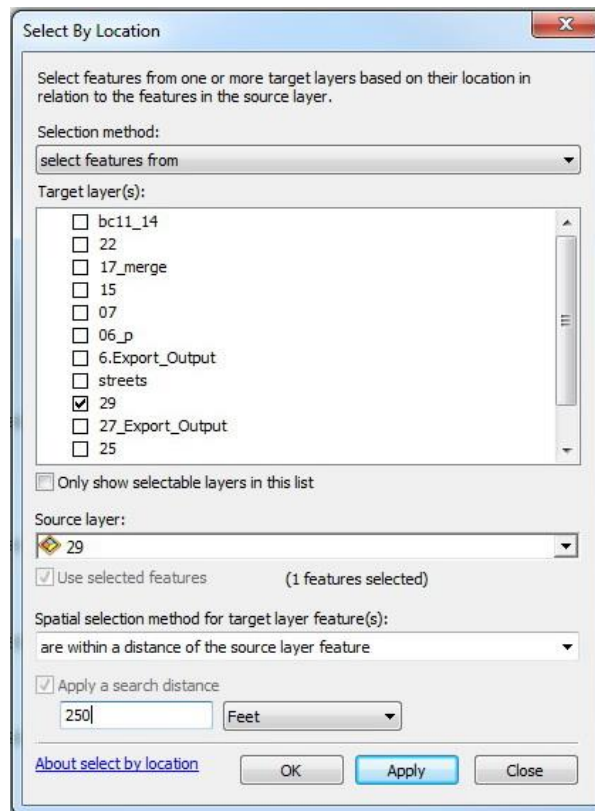 Select By Location
Select features from one or more target layers based on their location in
relation to the features in the source layer.
Selection method:
select features from
Target layer(s):
bc11_14
22
17_merge
15
07
06_p
6.Export_Output
streets
29
27_Export_Output
25
Only show selectable layers in this list
Source layer:
29
Use selected features (1 features selected)
Spatial selection method for target layer feature(s):
are within a distance of the source layer feature
Apply a search distance
250 Feet
About select by location OK Apply Close